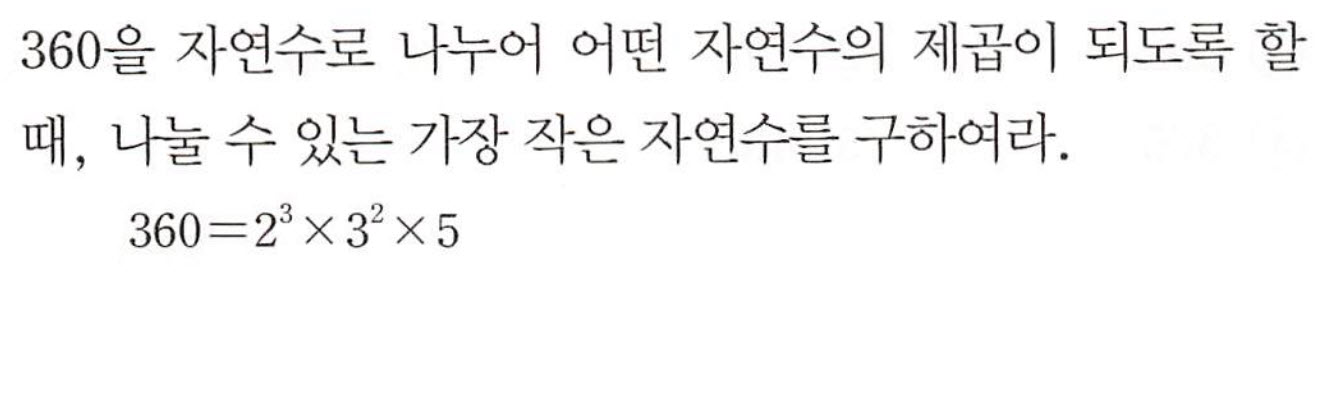 360을 자연수로 나누어 어떤 자연수의 제곱이 되도록 할
때, 나눌 수 있는 가장 작은 자연수를 구하여라.
360=2³×3²×5